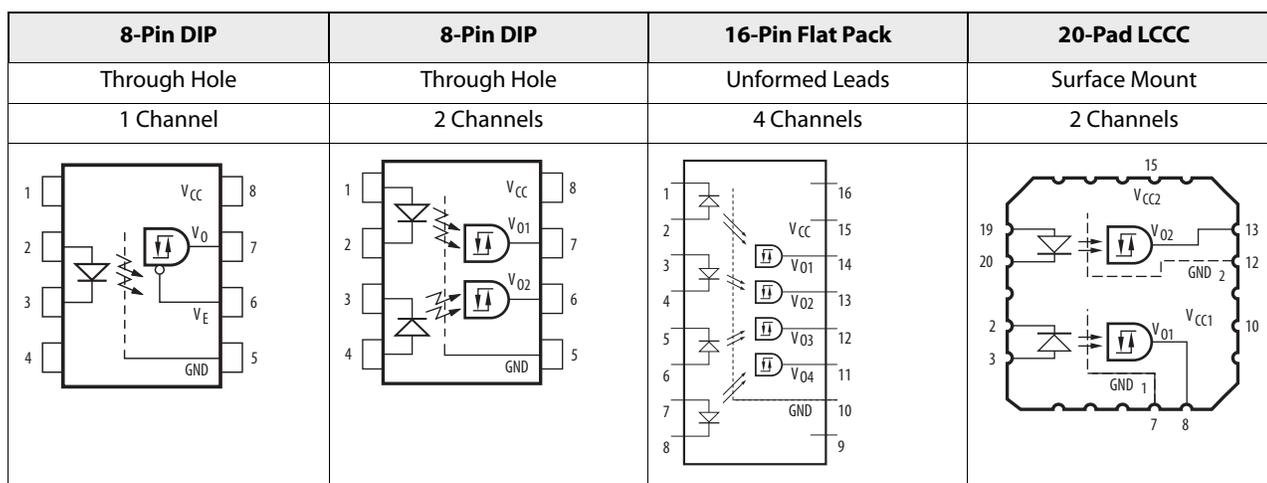 8-Pin DIP
8-Pin DIP
16-Pin Flat Pack
20-Pad LCCC
Through Hole
Through Hole
Unformed Leads
Surface Mount
1 Channel
2 Channels
4 Channels
2 Channels
1
VCC
8
2
VO
7
3
VE
6
4
GND
5
1
VCC
8
2
VO1
7
3
VO2
6
4
GND
5
1
16
2
VCC
15
3
VO1
14
4
VO2
13
5
VO3
12
6
VO4
11
7
GND
10
8
9
15
VCC2
19
VO2
13
20
GND 2
12
2
VCC1
10
3
VO1
GND 1
7
8